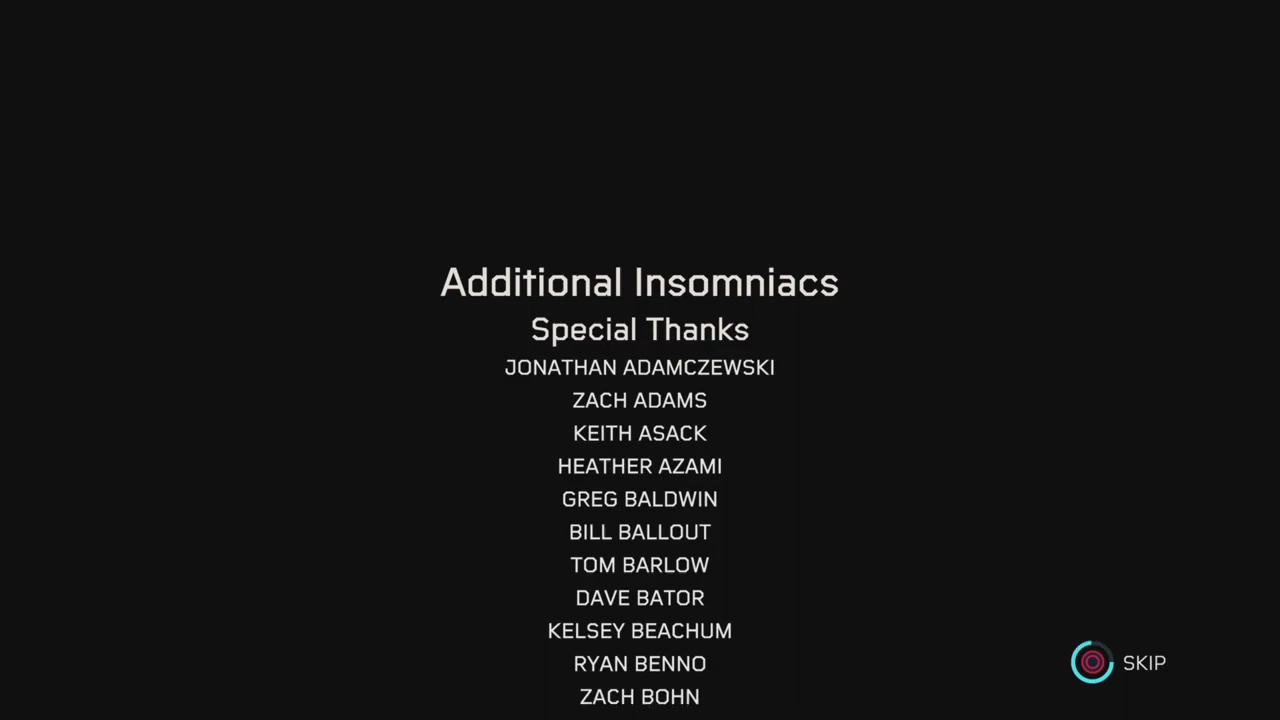 Additional Insomniacs
Special Thanks
JONATHAN ADAMCZEWSKI
ZACH ADAMS
KEITH ASACK
HEATHER AZAMI
GREG BALDWIN
BILL BALLOUT
TOM BARLOW
DAVE BATOR
KELSEY BEACHUM
RYAN BENNO
SKIP
ZACH BOHN